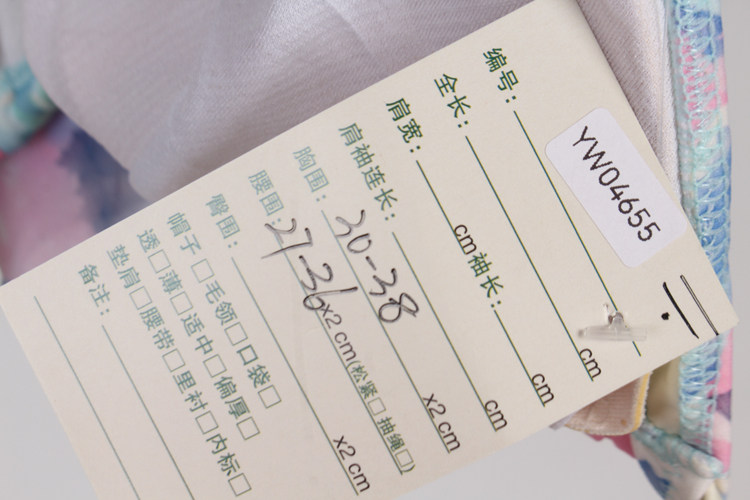 编号: YW04655
全长: cm
肩宽: cm袖长: cm
肩袖连长: cm
胸围: 30-38 x2 cm
腰围: 27-36 x2 cm(松紧□ 抽绳□)
臀围: x2 cm
帽子□毛领□口袋□
透□薄□适中□偏厚□
垫肩□腰带□里衬□内标□
备注: